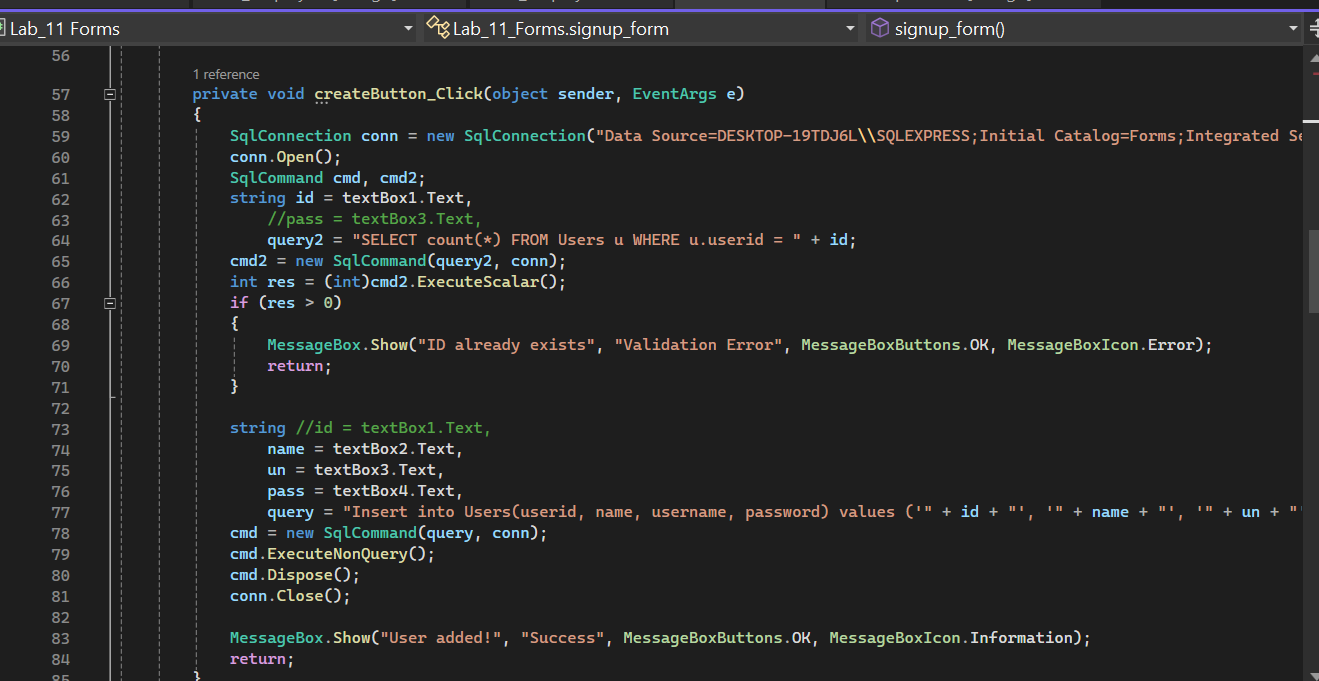 Lab_11 Forms
Lab_11_Forms.signup_form
signup_form()
56
1 reference
57 private void createButton_Click(object sender, EventArgs e)
58 {
59 SqlConnection conn = new SqlConnection("Data Source=DESKTOP-19TDJ6L\\SQLEXPRESS;Initial Catalog=Forms;Integrated
60 conn.Open();
61 SqlCommand cmd, cmd2;
62 string id = textBox1.Text,
63 //pass = textBox3.Text,
64 query2 = "SELECT count(*) FROM Users u WHERE u.userid = " + id;
65 cmd2 = new SqlCommand(query2, conn);
66 int res = (int)cmd2.ExecuteScalar();
67 if (res > 0)
68 {
69 MessageBox.Show("ID already exists", "Validation Error", MessageBoxButtons.OK, MessageBoxIcon.Error);
70 return;
71 }
72
73 string //id = textBox1.Text,
74 name = textBox2.Text,
75 un = textBox3.Text,
76 pass = textBox4.Text,
77 query = "Insert into Users(userid, name, username, password) values ('" + id + "', '" + name + "', '" + un + "'
78 cmd = new SqlCommand(query, conn);
79 cmd.ExecuteNonQuery();
80 cmd.Dispose();
81 conn.Close();
82
83 MessageBox.Show("User added!", "Success", MessageBoxButtons.OK, MessageBoxIcon.Information);
84 return;
85 }